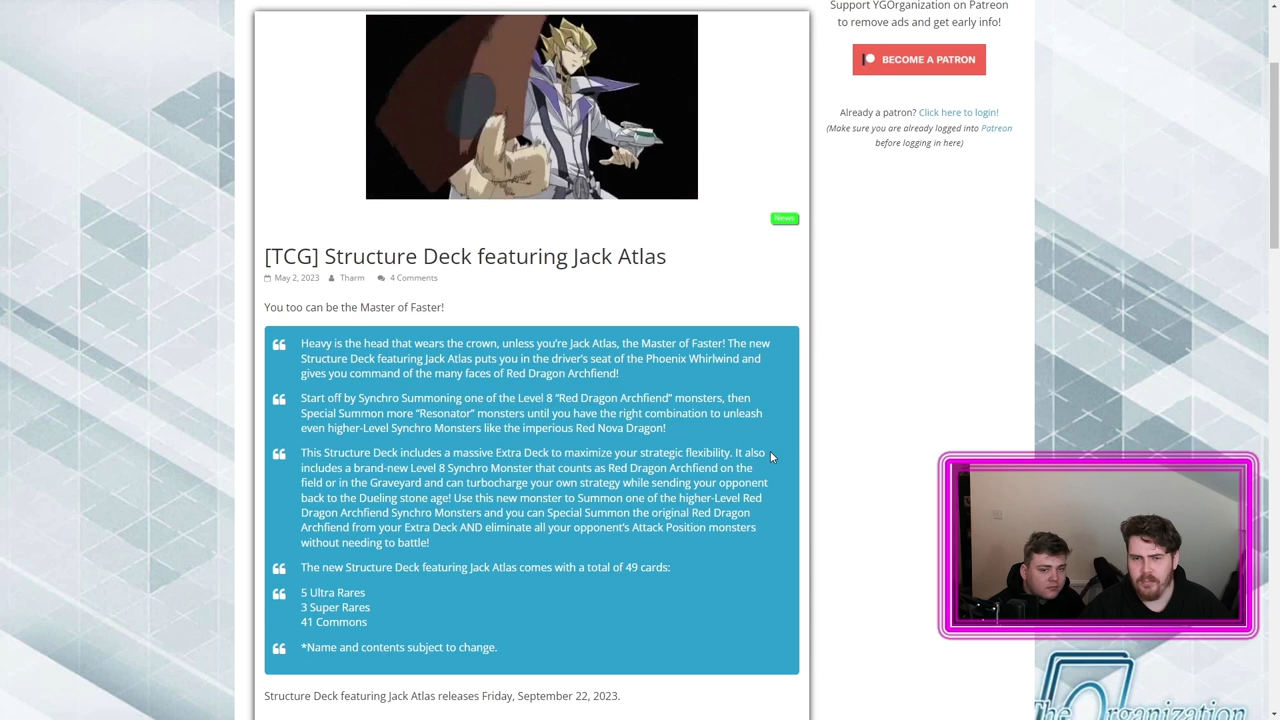 Support YGOrganization on Patreon
to remove ads and get early info!
BECOME A PATRON
Already a patron? Click here to login!
(Make sure you are already logged into Patreon
before logging in here)
News
[TCG] Structure Deck featuring Jack Atlas
May 2, 2023 Tharm 4 Comments
You too can be the Master of Faster!
Heavy is the head that wears the crown, unless you're Jack Atlas, the Master of Faster! The new
Structure Deck featuring Jack Atlas puts you in the driver's seat of the Phoenix Whirlwind and
gives you command of the many faces of Red Dragon Archfiend!
Start off by Synchro Summoning one of the Level 8 "Red Dragon Archfiend" monsters, then
Special Summon more "Resonator" monsters until you have the right combination to unleash
even higher-Level Synchro Monsters like the imperious Red Nova Dragon!
This Structure Deck includes a massive Extra Deck to maximize your strategic flexibility. It also
includes a brand-new Level 8 Synchro Monster that counts as Red Dragon Archfiend on the
field or in the Graveyard and can turbocharge your own strategy while sending your opponent
back to the Dueling stone age! Use this new monster to Summon one of the higher-Level Red
Dragon Archfiend Synchro Monsters and you can Special Summon the original Red Dragon
Archfiend from your Extra Deck AND eliminate all your opponent's Attack Position monsters
without needing to battle!
The new Structure Deck featuring Jack Atlas comes with a total of 49 cards:
5 Ultra Rares
3 Super Rares
41 Commons
*Name and contents subject to change.
Structure Deck featuring Jack Atlas releases Friday, September 22, 2023.
The Organization